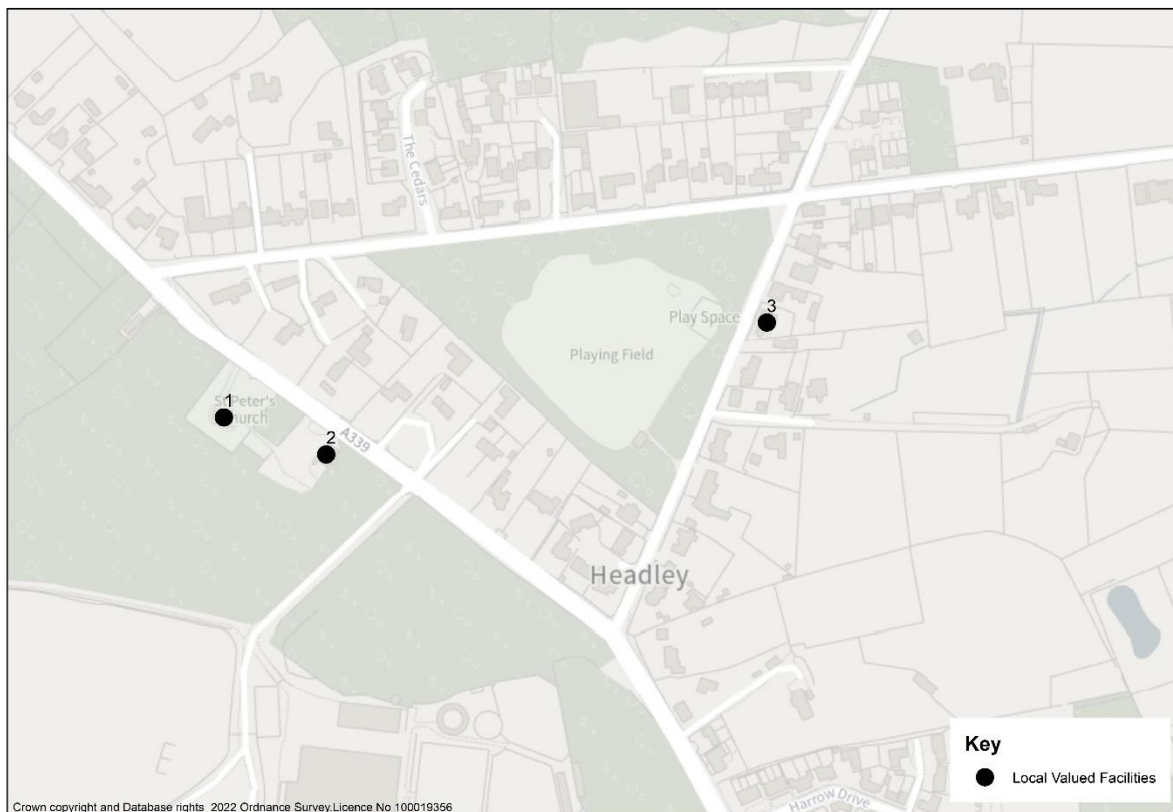 The Cedars
3
Play Space
Playing Field
1
St Peter's
Church
2
A339
Headley
Key
Local Valued Facilities
Harrow Drive
Crown copyright and Database rights 2022 Ordnance Survey.Licence No 100019356